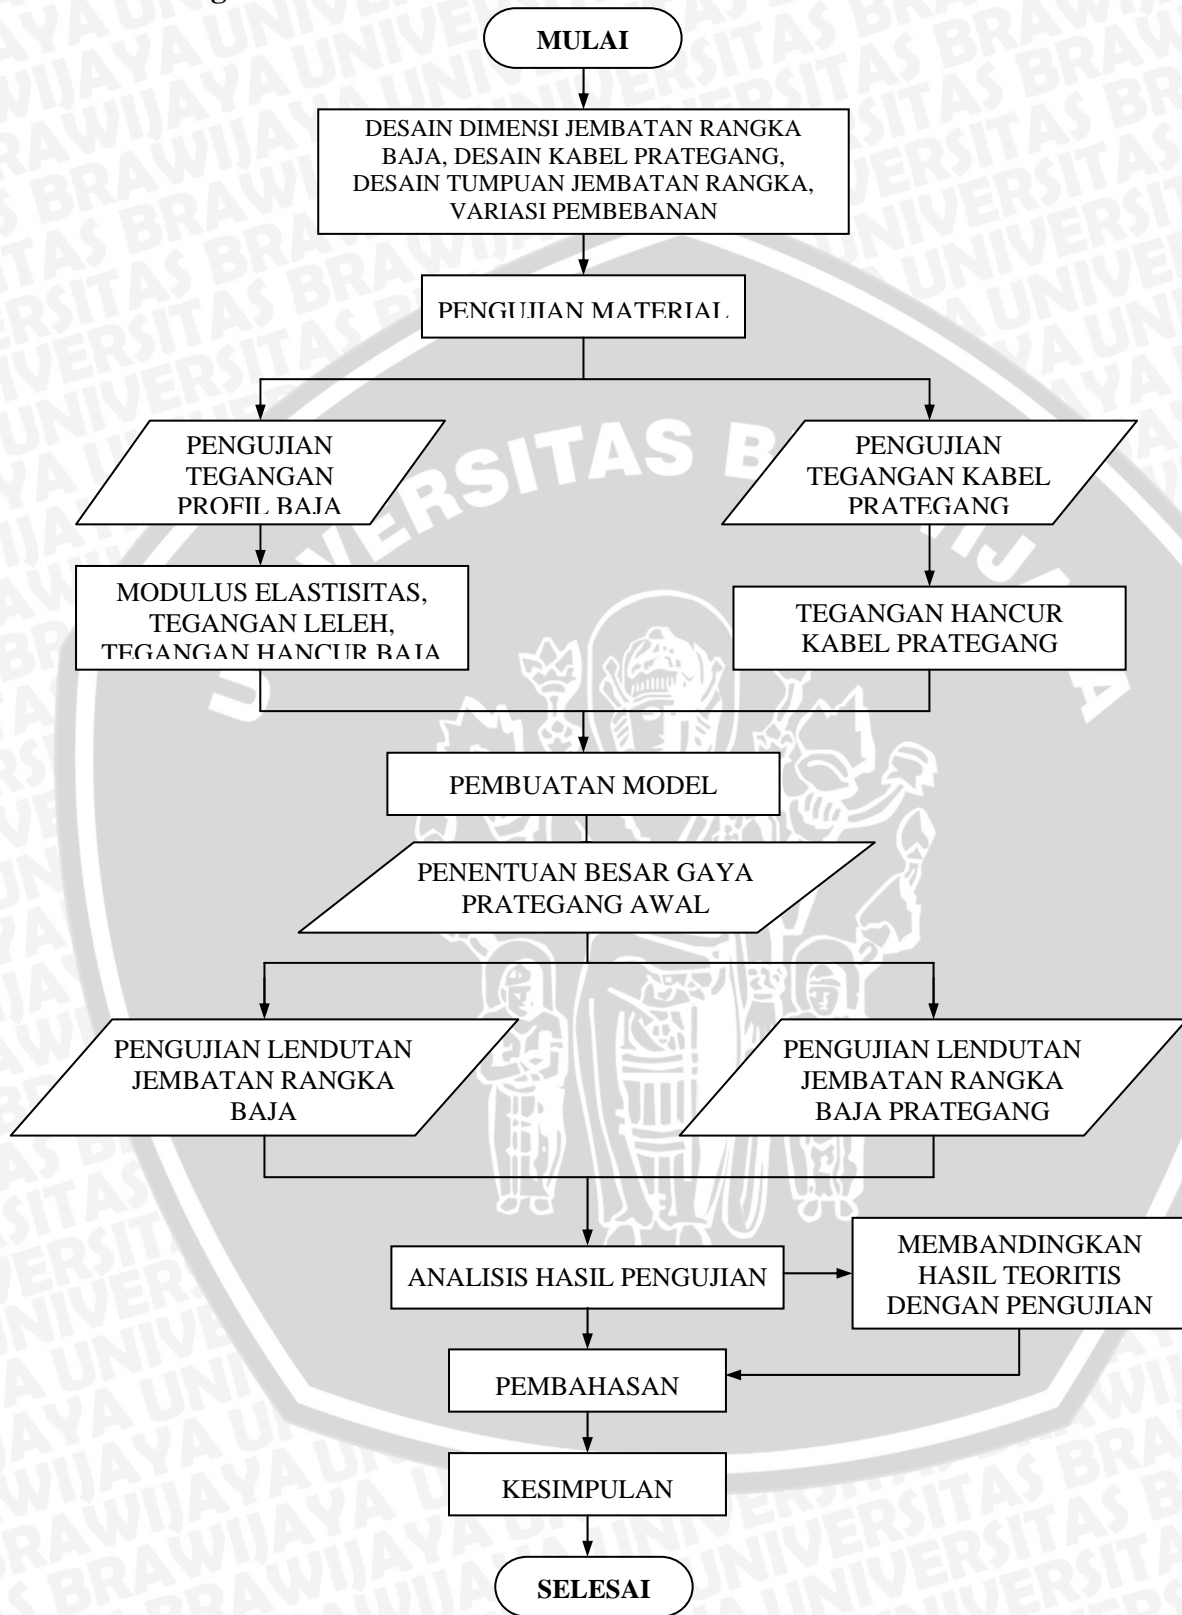 MULAI
DESAIN DIMENSI JEMBATAN RANGKA
BAJA, DESAIN KABEL PRATEGANG,
DESAIN TUMPUAN JEMBATAN RANGKA,
VARIASI PEMBEBANAN
PENGUJIAN MATERIAL
PENGUJIAN
TEGANGAN
PROFIL BAJA
PENGUJIAN
TEGANGAN KABEL
PRATEGANG
MODULUS ELASTISITAS,
TEGANGAN LELEH,
TEGANGAN HANCUR BAJA
TEGANGAN HANCUR
KABEL PRATEGANG
PEMBUATAN MODEL
PENENTUAN BESAR GAYA
PRATEGANG AWAL
PENGUJIAN LENDUTAN
JEMBATAN RANGKA
BAJA
PENGUJIAN LENDUTAN
JEMBATAN RANGKA
BAJA PRATEGANG
ANALISIS HASIL PENGUJIAN
MEMBANDINGKAN
HASIL TEORITIS
DENGAN PENGUJIAN
PEMBAHASAN
KESIMPULAN
SELESAI